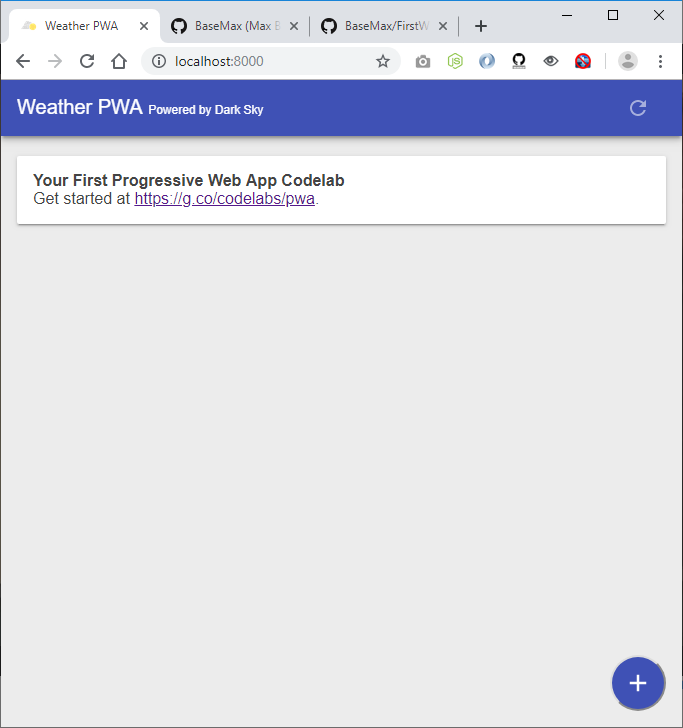 Weather PWA
BaseMax (Max B
BaseMax/FirstW
localhost:8000
Weather PWA Powered by Dark Sky
Your First Progressive Web App Codelab
Get started at https://g.co/codelabs/pwa.